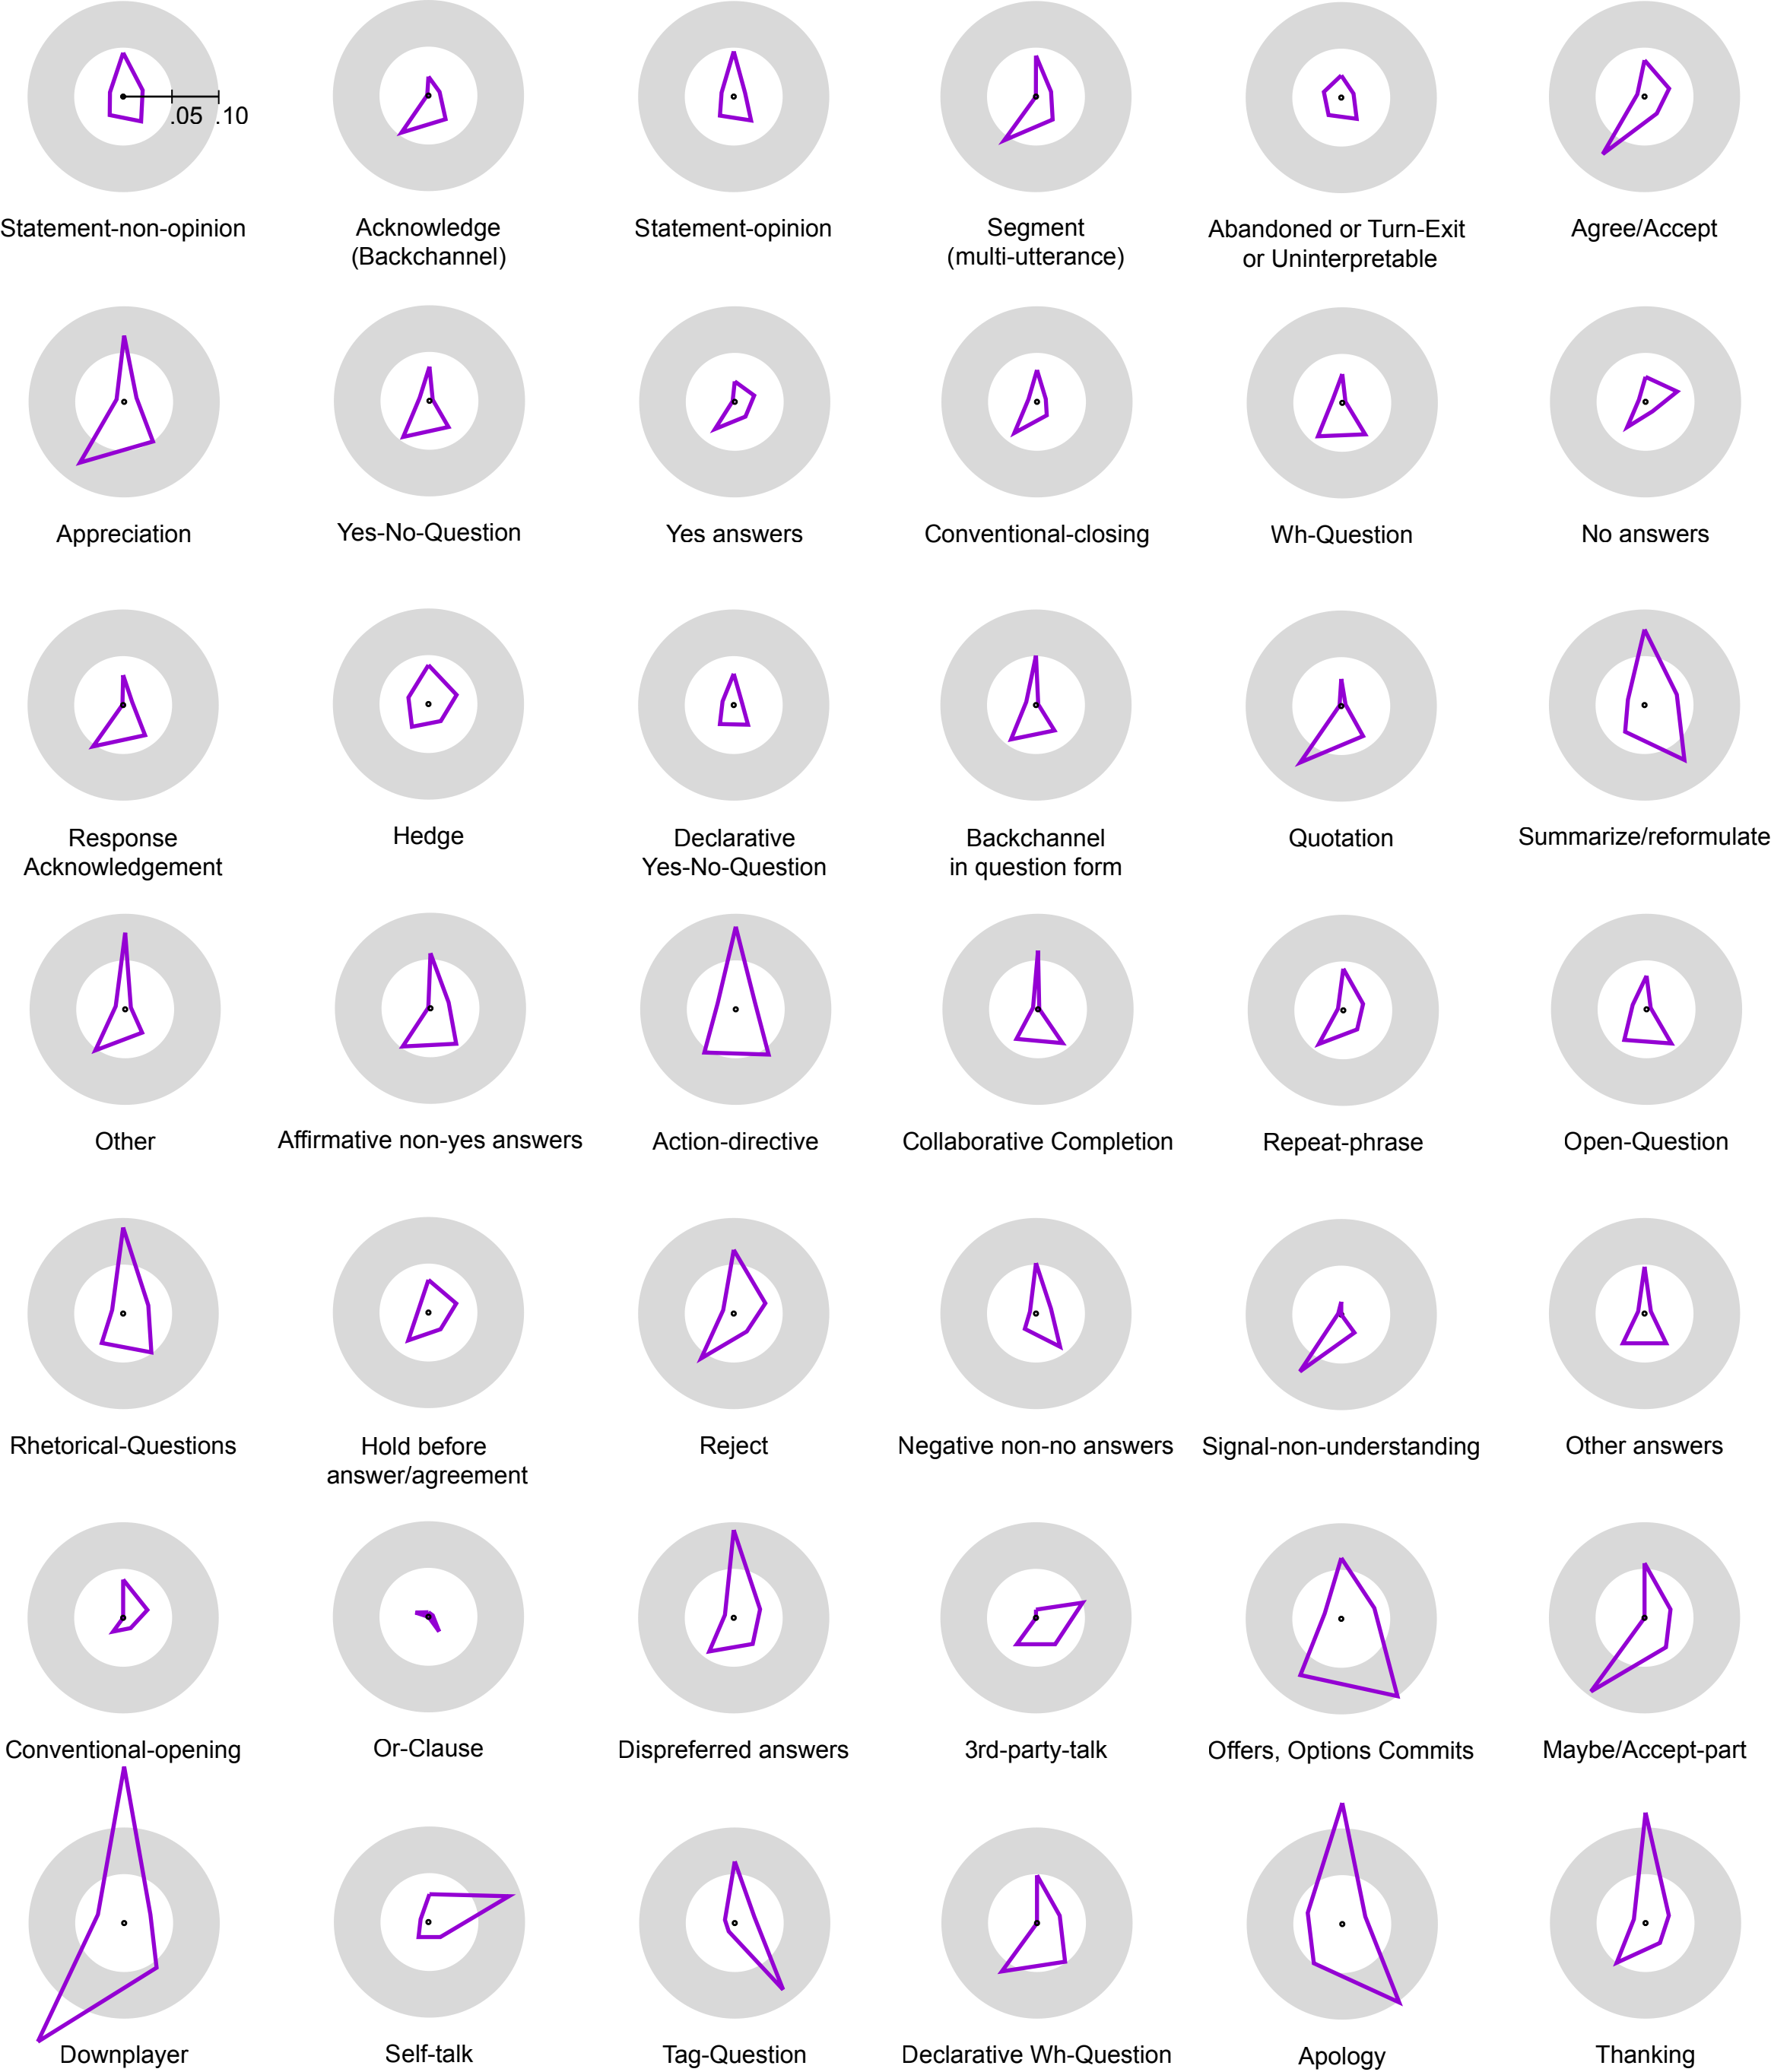 .05 .10
Statement-non-opinion
Acknowledge
(Backchannel)
Statement-opinion
Segment
(multi-utterance)
Abandoned or Turn-Exit
or Uninterpretable
Agree/Accept
Appreciation
Yes-No-Question
Yes answers
Conventional-closing
Wh-Question
No answers
Response
Acknowledgement
Hedge
Declarative
Yes-No-Question
Backchannel
in question form
Quotation
Summarize/reformulate
Other
Affirmative non-yes answers
Action-directive
Collaborative Completion
Repeat-phrase
Open-Question
Rhetorical-Questions
Hold before
answer/agreement
Reject
Negative non-no answers
Signal-non-understanding
Other answers
Conventional-opening
Or-Clause
Dispreferred answers
3rd-party-talk
Offers, Options Commits
Maybe/Accept-part
Downplayer
Self-talk
Tag-Question
Declarative Wh-Question
Apology
Thanking